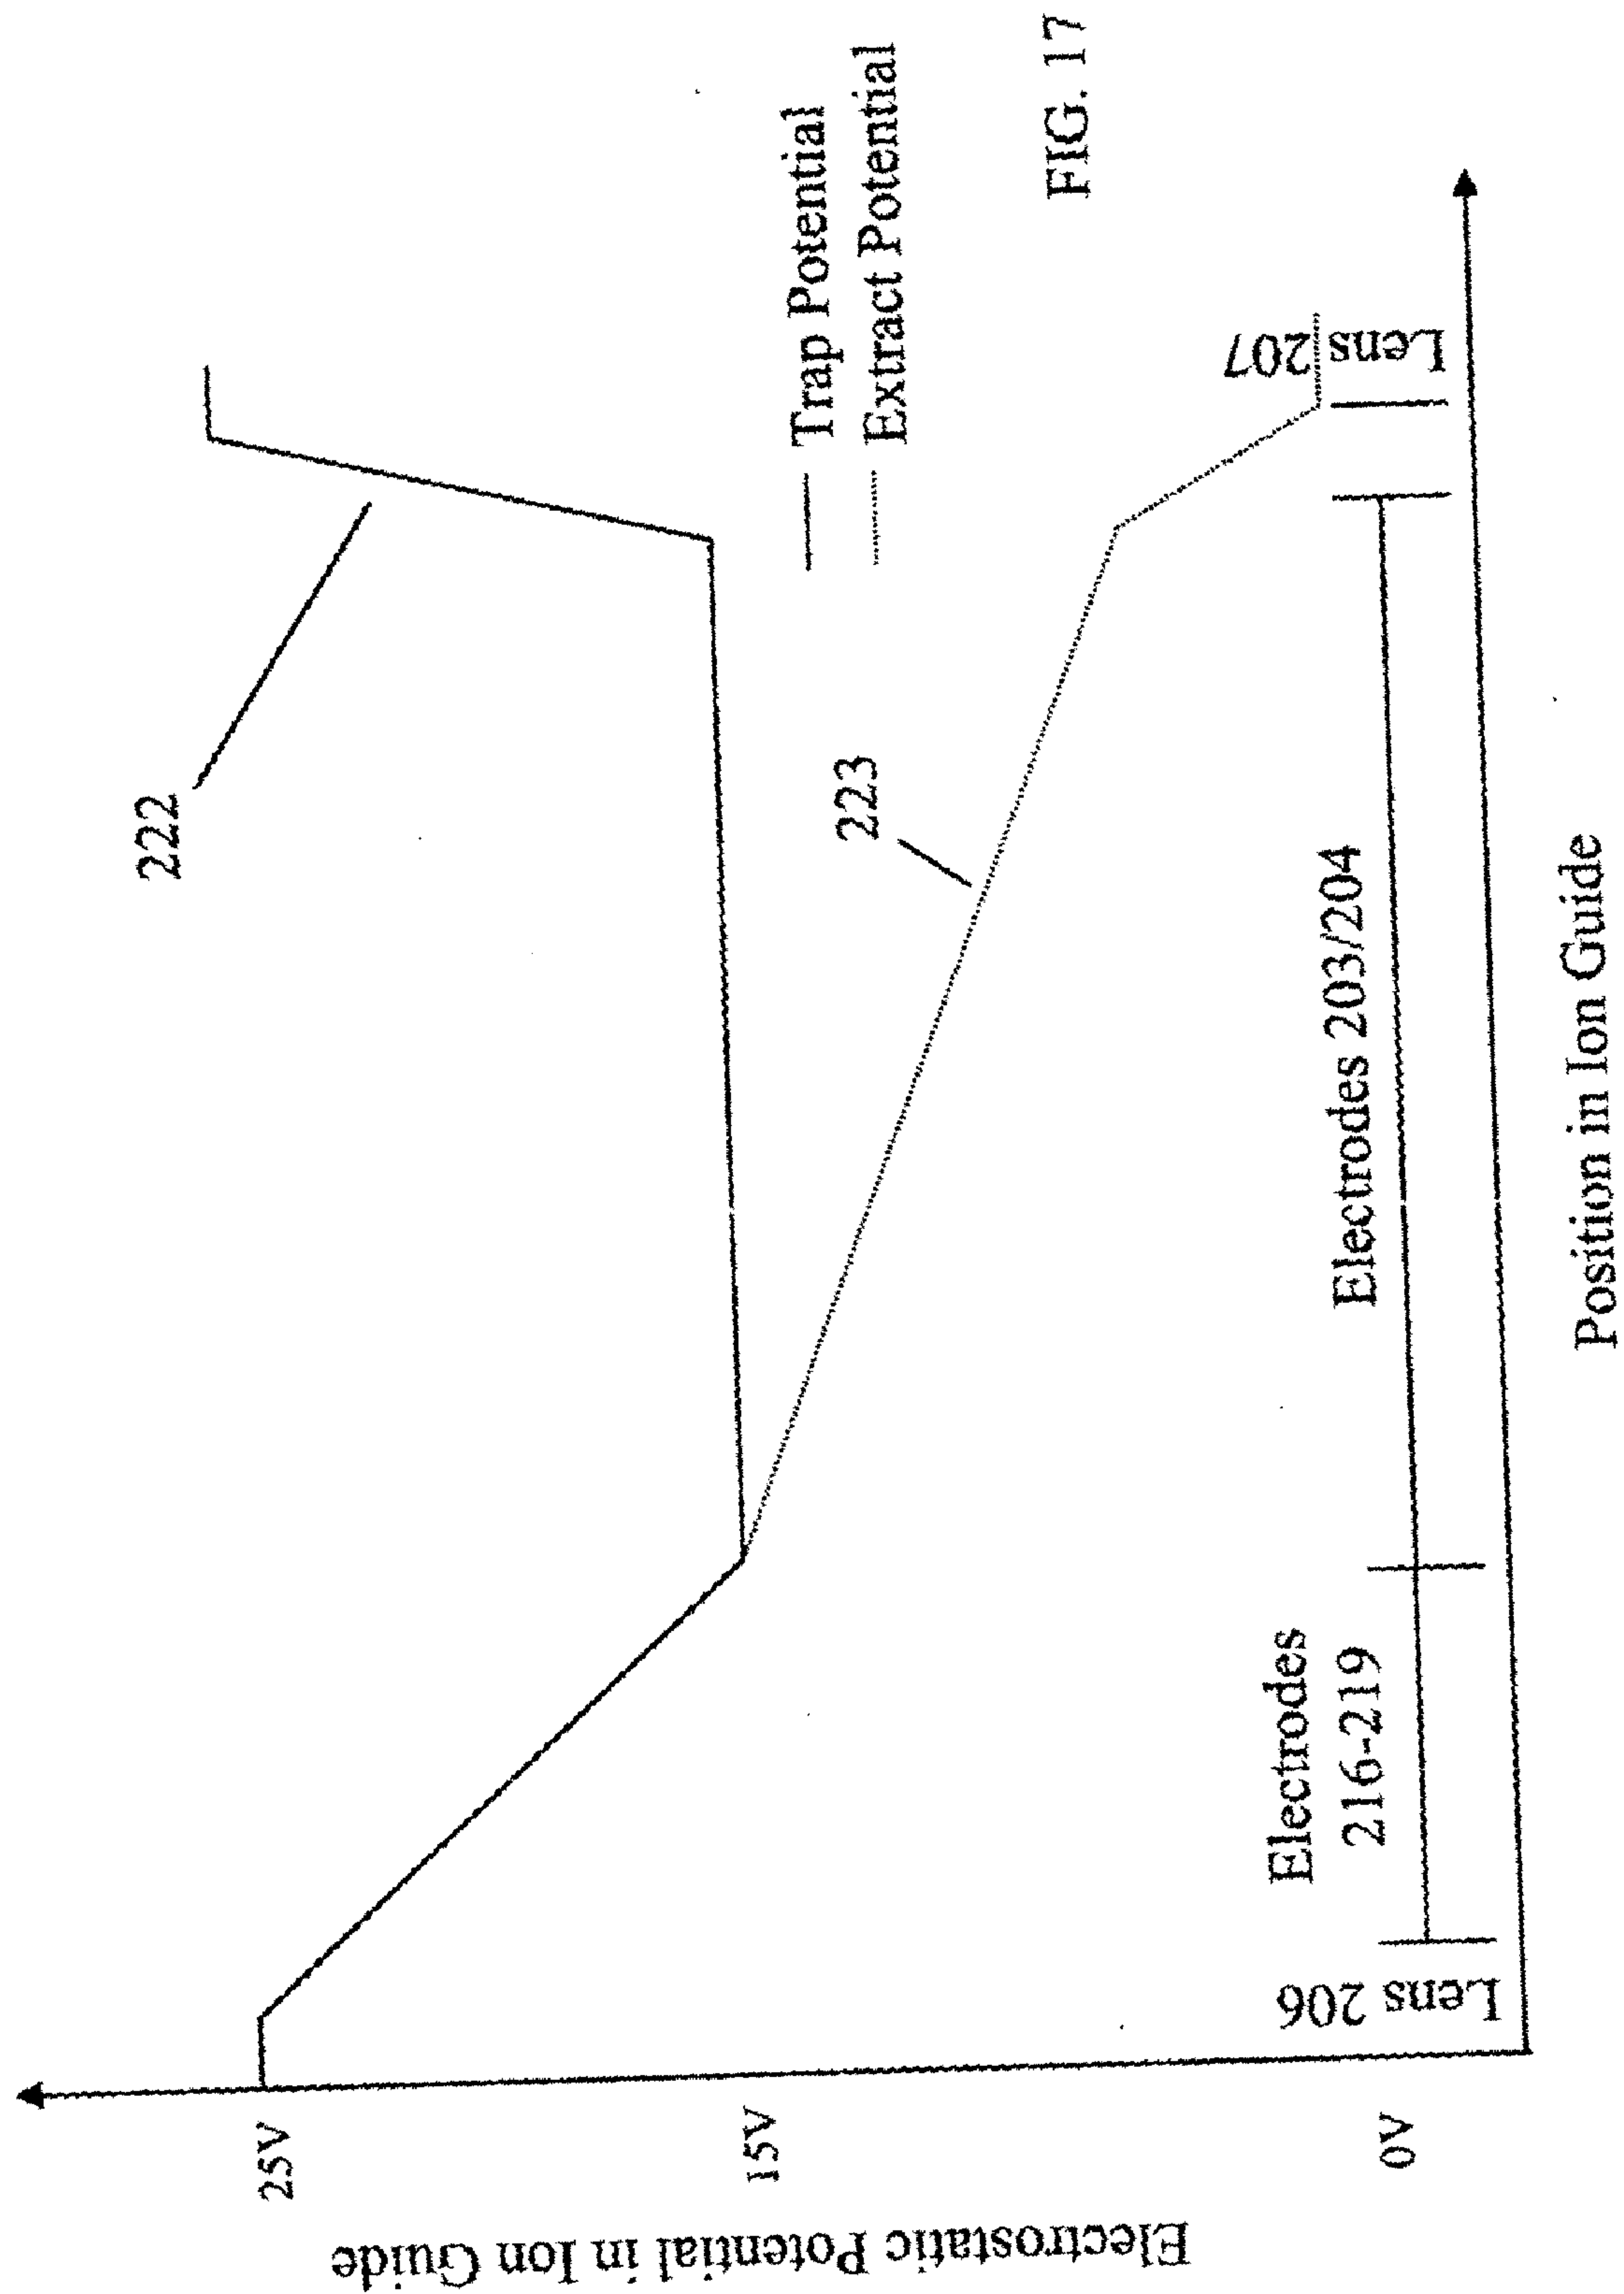 Electrostatic Potential in Ion Guide
25V
15V
0V
222
223
Trap Potential
Extract Potential
Lens 206
Electrodes
216-219
Electrodes 203/204
Lens 207
Position in Ion Guide
FIG. 17